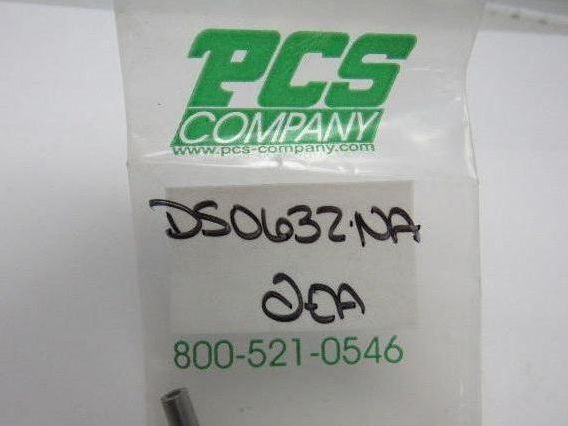 PCS
COMPANY
www.pcs-company.com
DS0632-NA
2EA
800-521-0546